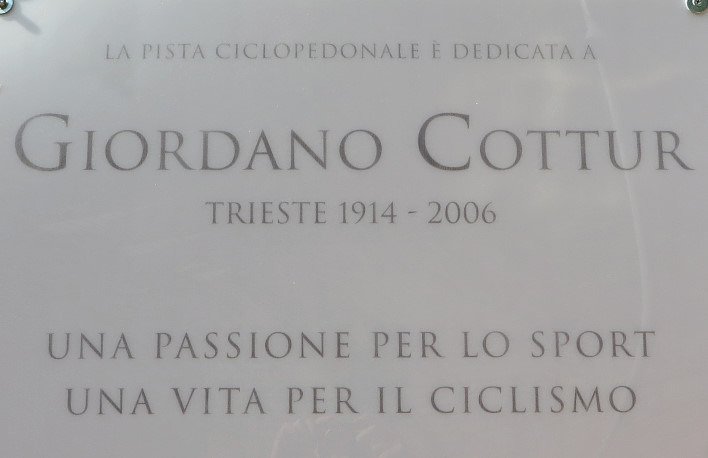 LA PISTA CICLOPEDONALE È DEDICATA A
GIORDANO COTTUR
TRIESTE 1914 - 2006
UNA PASSIONE PER LO SPORT
UNA VITA PER IL CICLISMO